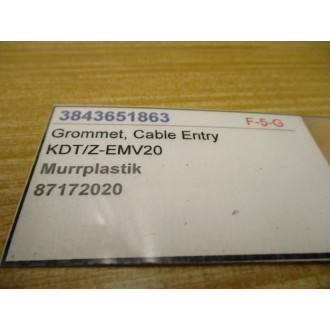 3843651863 F-5-G
Grommet, Cable Entry
KDT/Z-EMV20
Murrplastik
87172020